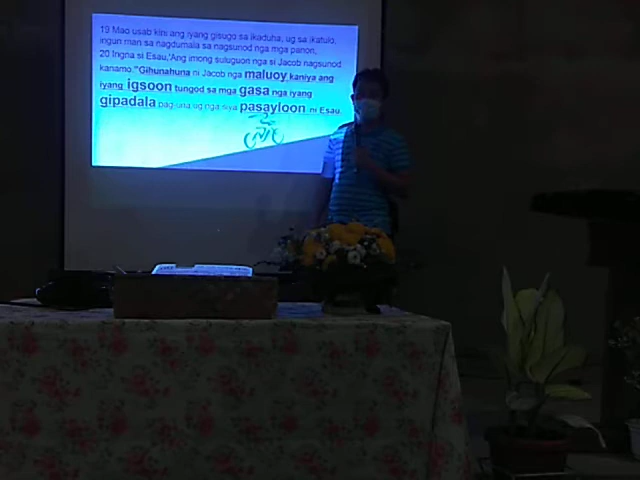 19 Mao usab kini ang iyang gisugo sa ikaduha, ug sa ikatulo,
ingun man sa nagdumala sa nagsunod nga mga panon,
20 Ingna si Esau,'Ang imong suluguon nga si Jacob nagsunod
kanamo."Gihunahuna ni Jacob nga maluoy kaniya ang
iyang igsoon tungod sa mga gasa nga iyang
gipadala pag-una ug nga siya pasayloon ni Esau.